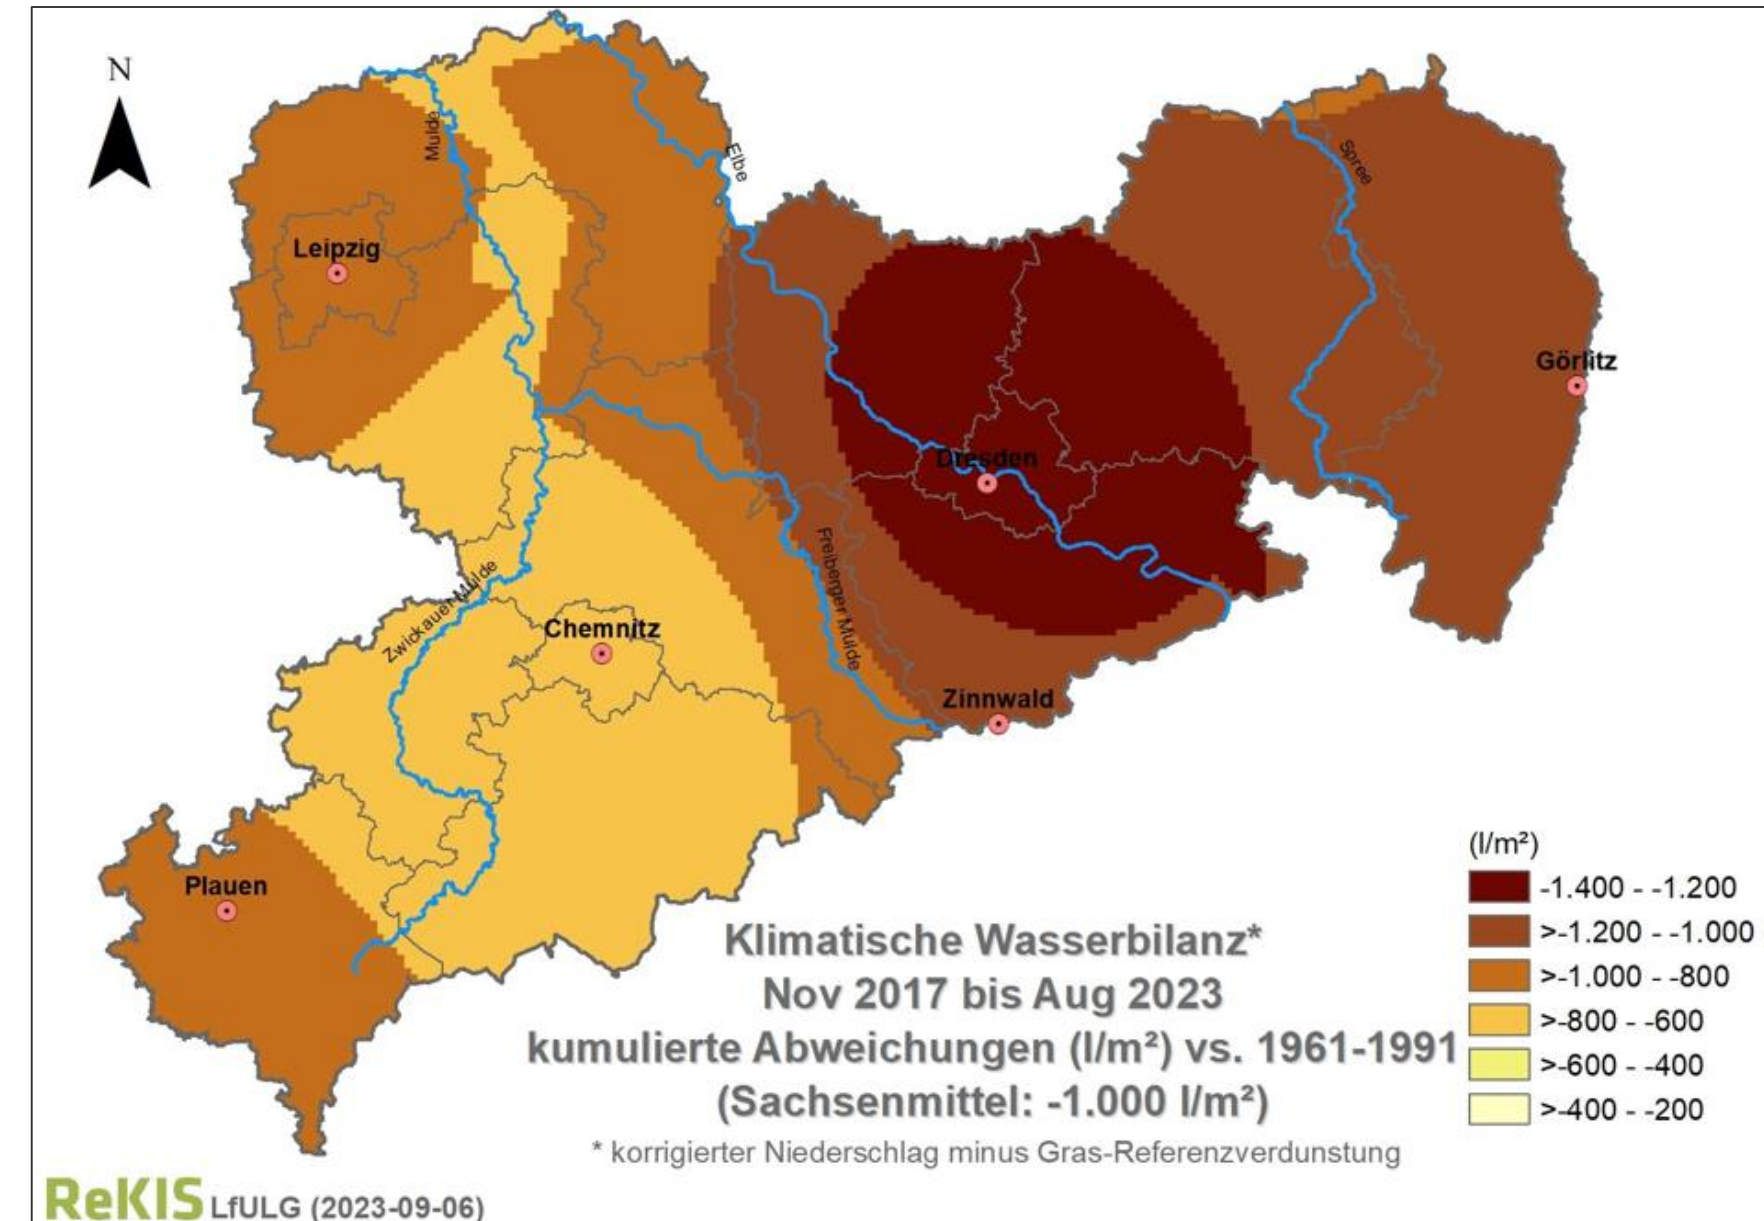 N
Mulde
Elbe
Spree
Leipzig
Görlitz
Dresden
Freiberger Mulde
Zwickauer Mulde
Chemnitz
Zinnwald
Plauen
(l/m²)
-1.400 - -1.200
>-1.200 - -1.000
>-1.000 - -800
>-800 - -600
>-600 - -400
>-400 - -200
Klimatische Wasserbilanz*
Nov 2017 bis Aug 2023
kumulierte Abweichungen (l/m²) vs. 1961-1991
(Sachsenmittel: -1.000 l/m²)
* korrigierter Niederschlag minus Gras-Referenzverdunstung
ReKIS LfULG (2023-09-06)